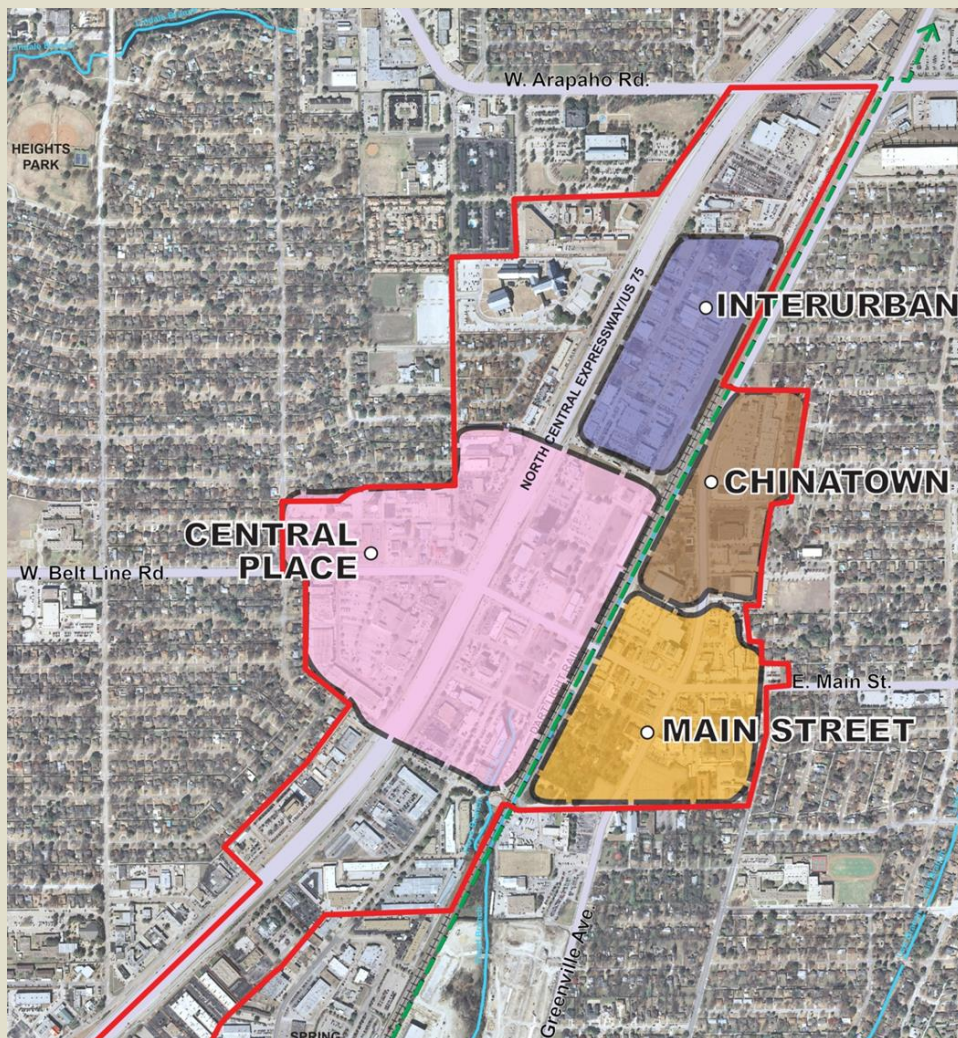 W. Arapaho Rd.
HEIGHTS
PARK
INTERURBAN
NORTH CENTRAL EXPRESSWAY/US 75
CHINATOWN
CENTRAL
PLACE
W. Belt Line Rd.
E. Main St.
MAIN STREET
Greenville Ave.
SPRING